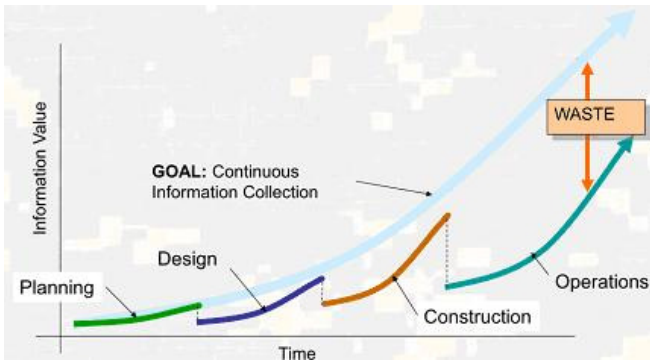 WASTE
GOAL: Continuous
Information Collection
Information Value
Design
Planning
Operations
Construction
Time